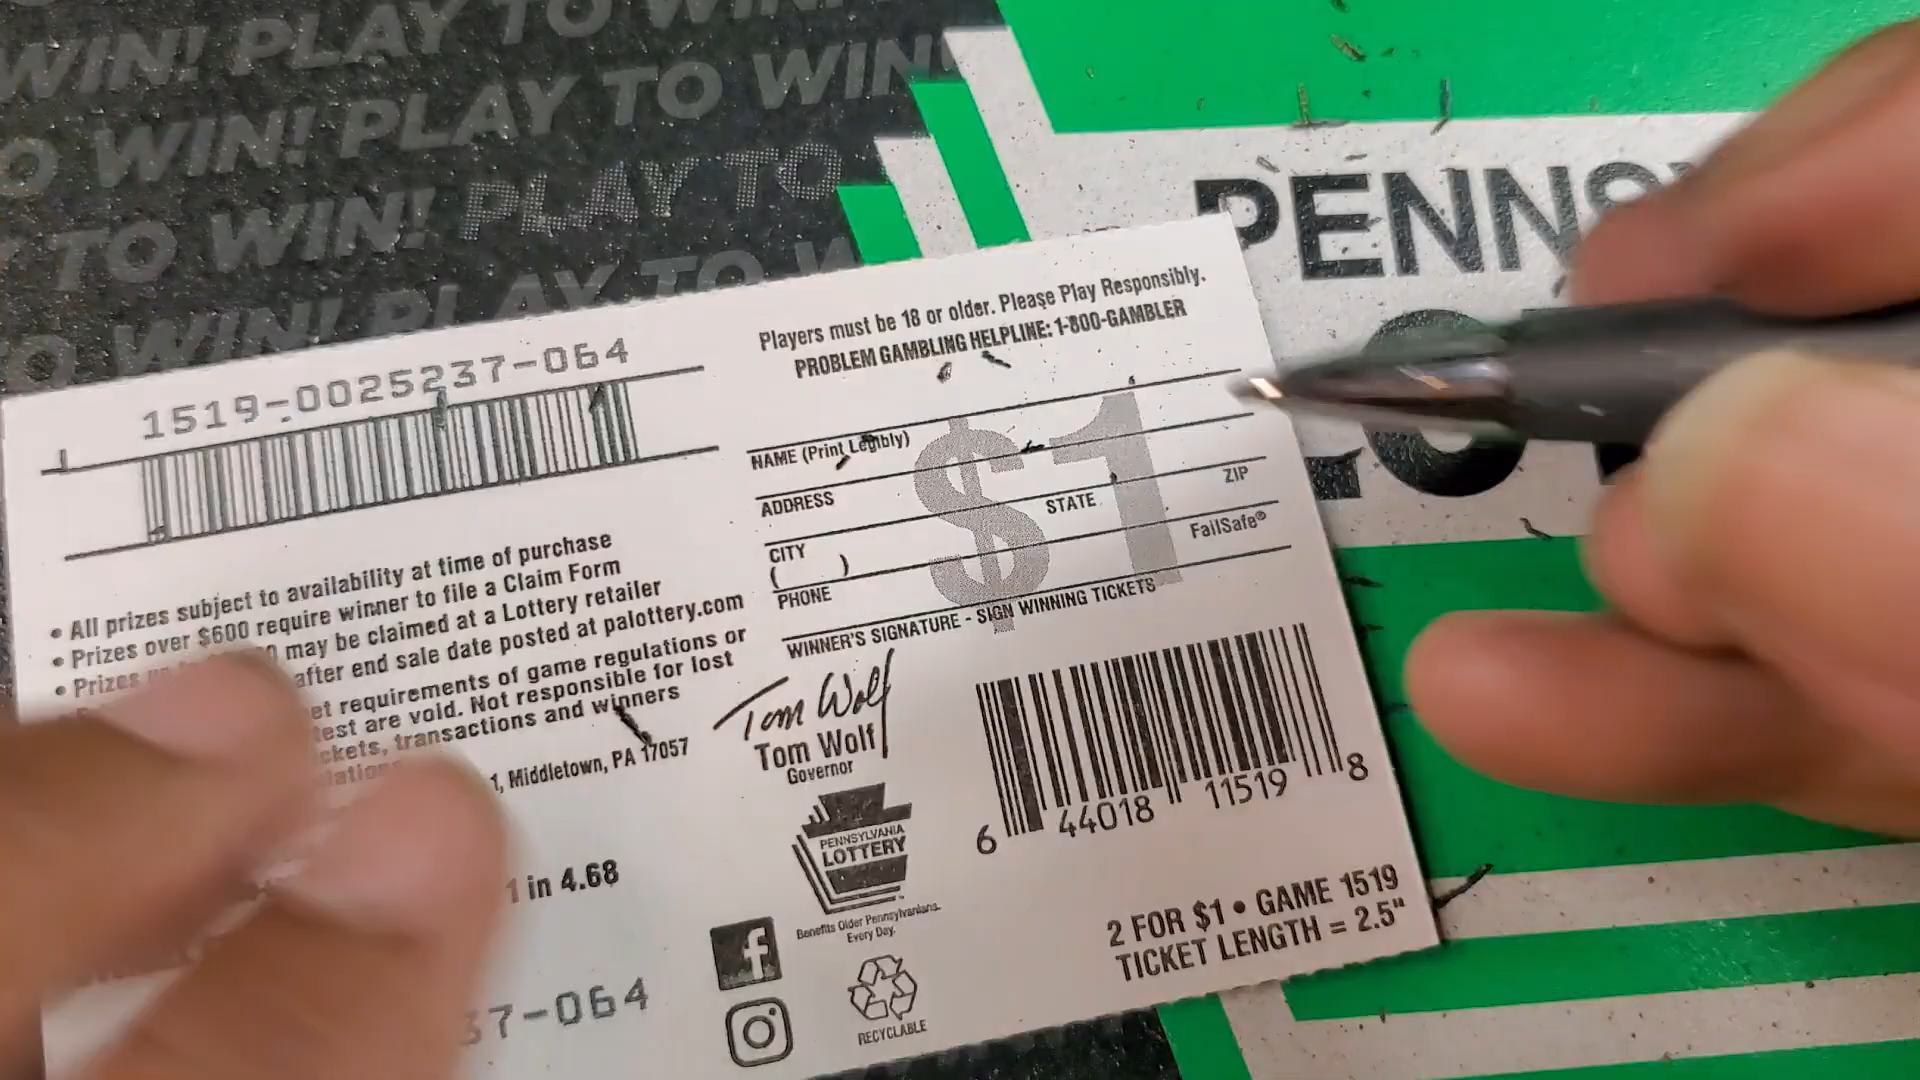 WIN! PLAY TO WIN!
TO WIN! PLAY TO WIN
TO WIN! PLAY TO
WIN! PLAY TO W
PENNS
1519-0025237-064
Players must be 18 or older. Please Play Responsibly.
PROBLEM GAMBLING HELPLINE: 1-800-GAMBLER
$1
NAME (Print Legibly)
ADDRESS
CITY STATE ZIP
( )
PHONE FailSafe®
WINNER'S SIGNATURE - SIGN WINNING TICKETS
• All prizes subject to availability at time of purchase
• Prizes over $600 require winner to file a Claim Form
• Prizes may be claimed at a Lottery retailer
after end sale date posted at palottery.com
requirements of game regulations or
are void. Not responsible for lost
transactions and winners
1, Middletown, PA 17057
1 in 4.68
37-064
Tom Wolf
Tom Wolf
Governor
PENNSYLVANIA
LOTTERY
Benefits Older Pennsylvanians.
Every Day.
f
RECYCLABLE
6 44018 11519 8
2 FOR $1 • GAME 1519
TICKET LENGTH = 2.5"